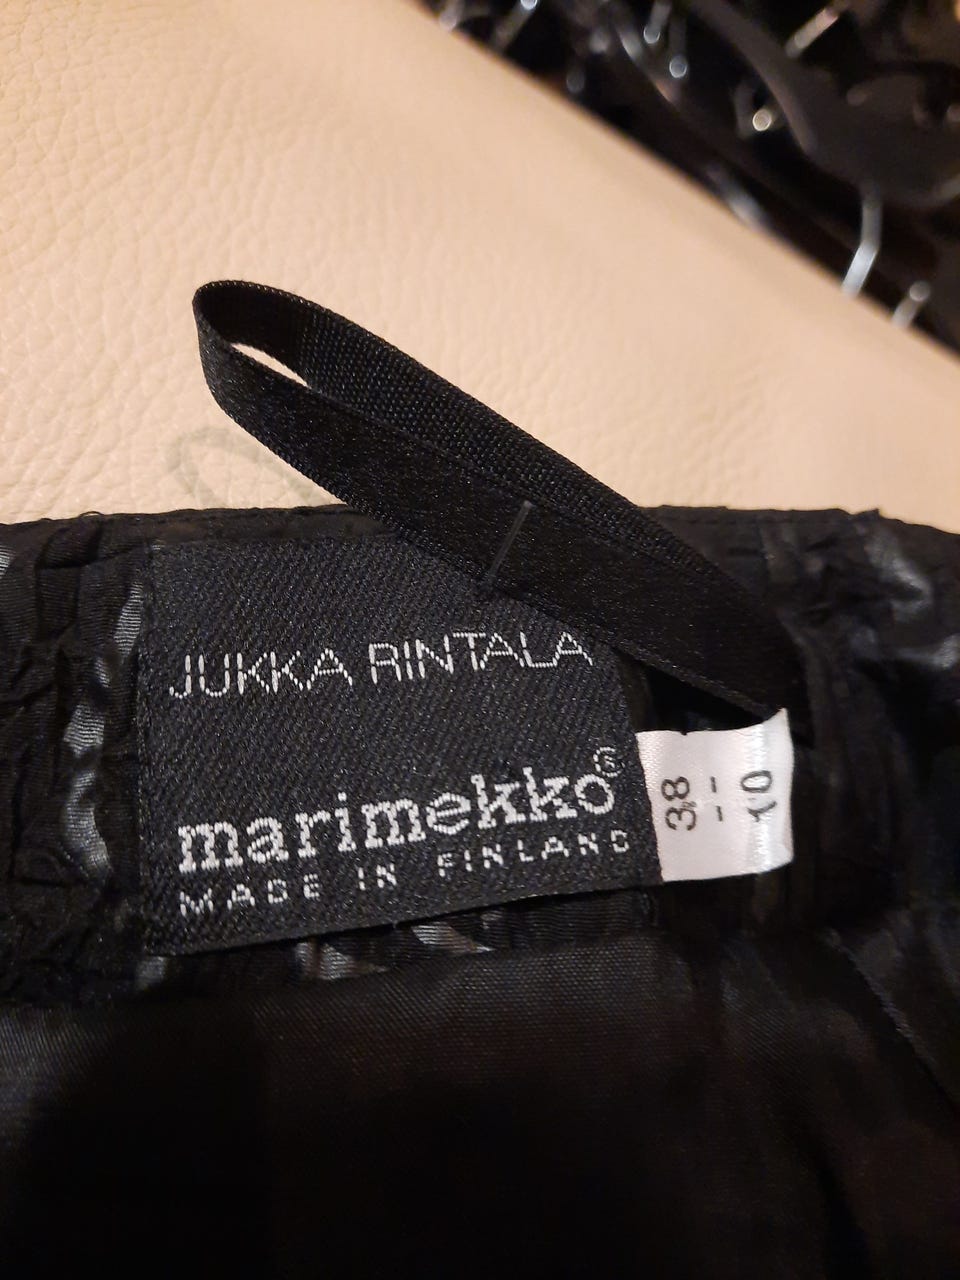 JUKKA RINTALA
marimekko®
MADE IN FINLAND
38
--
10